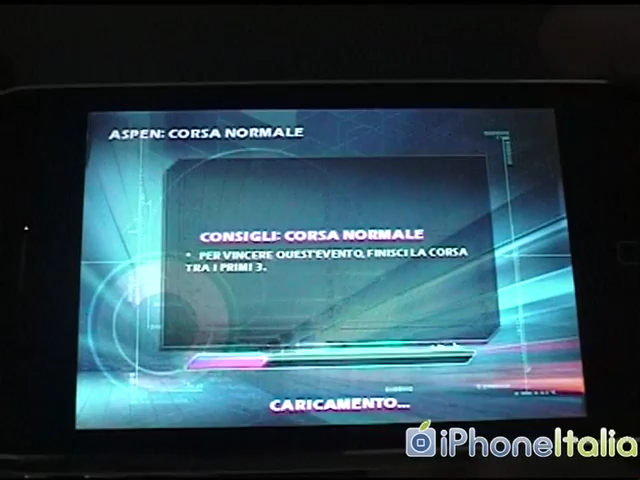 ASPEN: CORSA NORMALE
CONSIGLI: CORSA NORMALE
• PER VINCERE QUEST'EVENTO, FINISCI LA CORSA
TRA I PRIMI 3.
CARICAMENTO...
iPhoneItalia